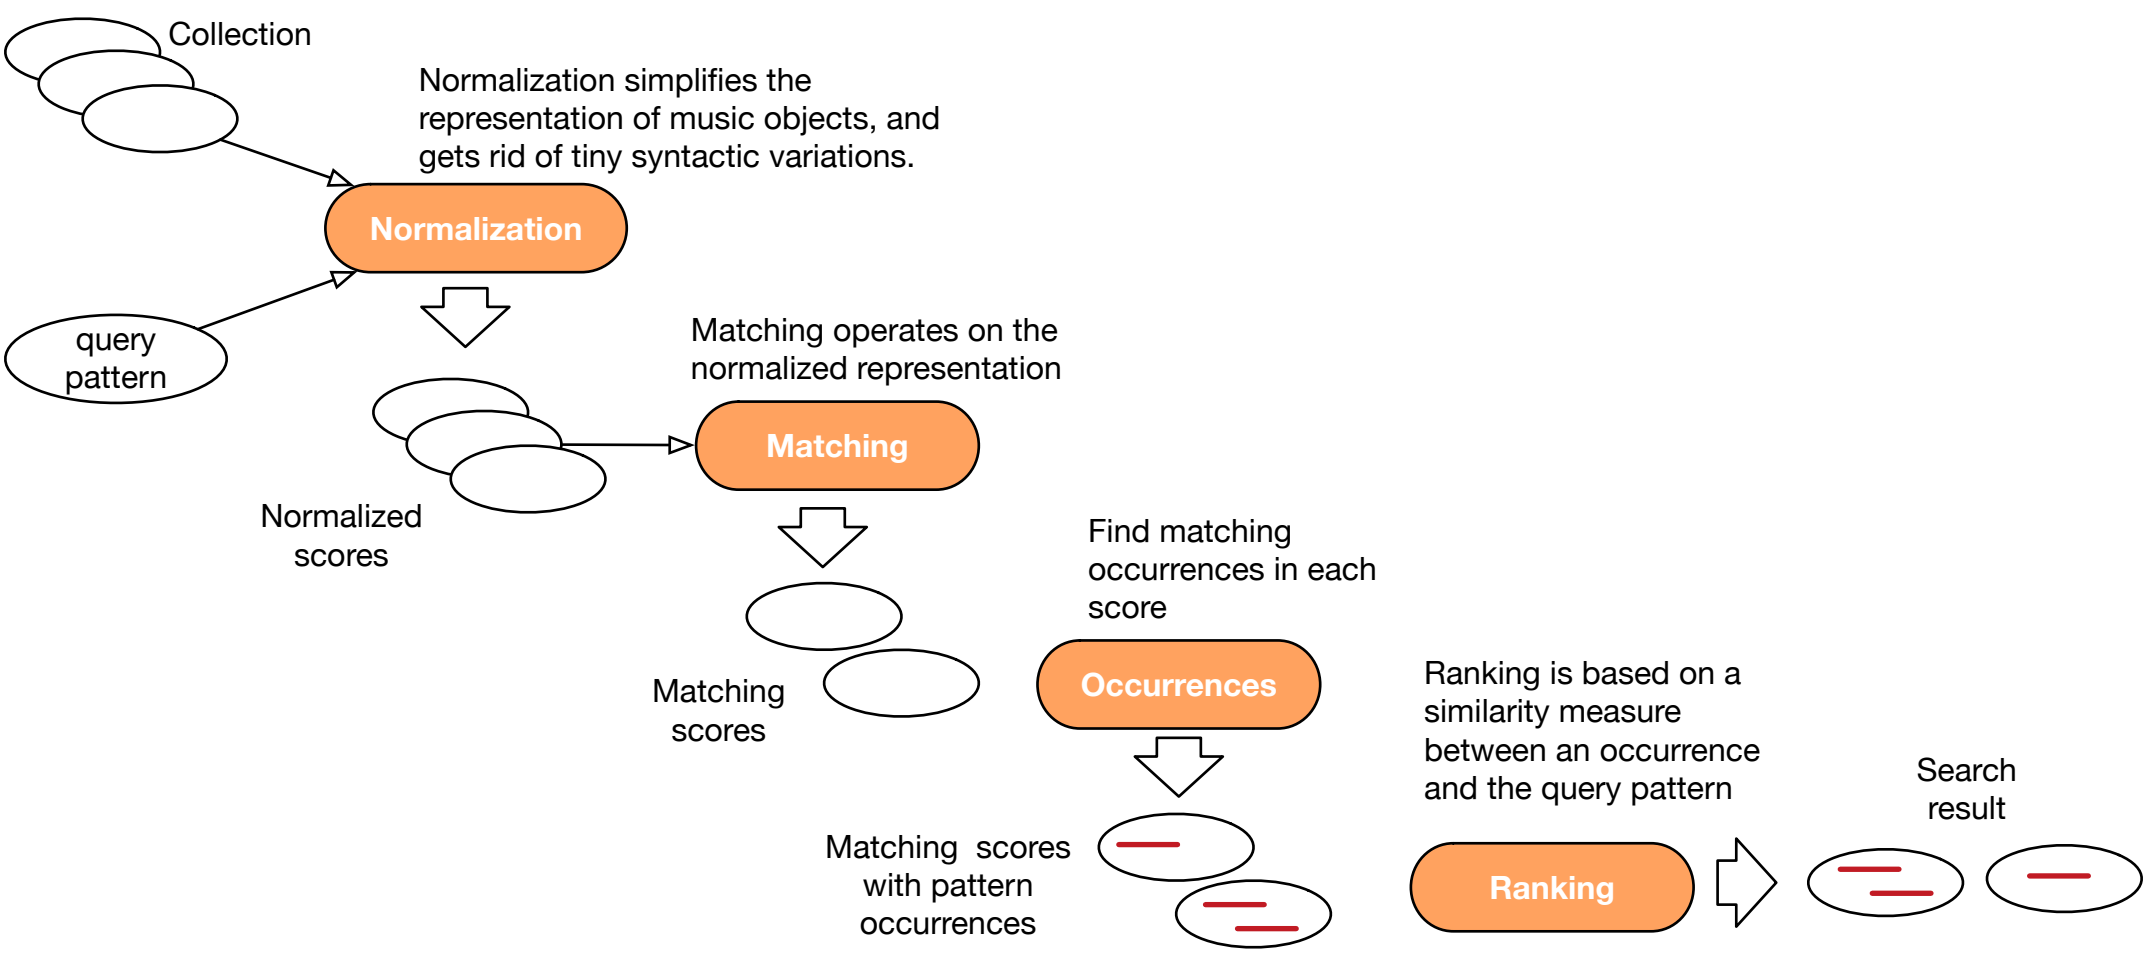 Collection
Normalization simplifies the
representation of music objects, and
gets rid of tiny syntactic variations.
Normalization
query
pattern
Matching operates on the
normalized representation
Matching
Normalized
scores
Find matching
occurrences in each
score
Matching
scores
Occurrences
Ranking is based on a
similarity measure
between an occurrence
and the query pattern
Search
result
Matching scores
with pattern
occurrences
Ranking